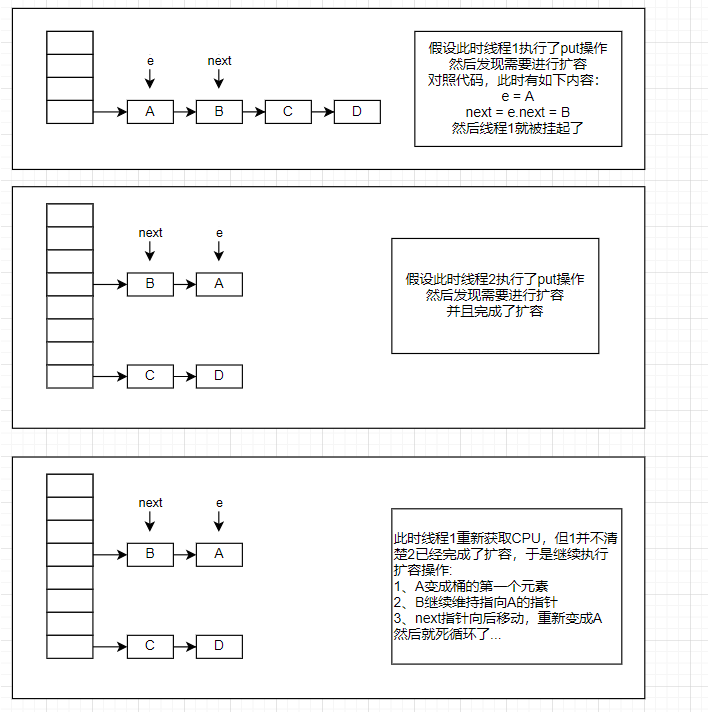 e next
A B C D
假设此时线程1执行了put操作
然后发现需要进行扩容
对照代码，此时有如下内容：
e = A
next = e.next = B
然后线程1就被挂起了
next e
B A
C D
假设此时线程2执行了put操作
然后发现需要进行扩容
并且完成了扩容
next e
B A
C D
此时线程1重新获取CPU，但1并不清
楚2已经完成了扩容，于是继续执行
扩容操作:
1、A变成桶的第一个元素
2、B继续维持指向A的指针
3、next指针向后移动，重新变成A
然后就死循环了...